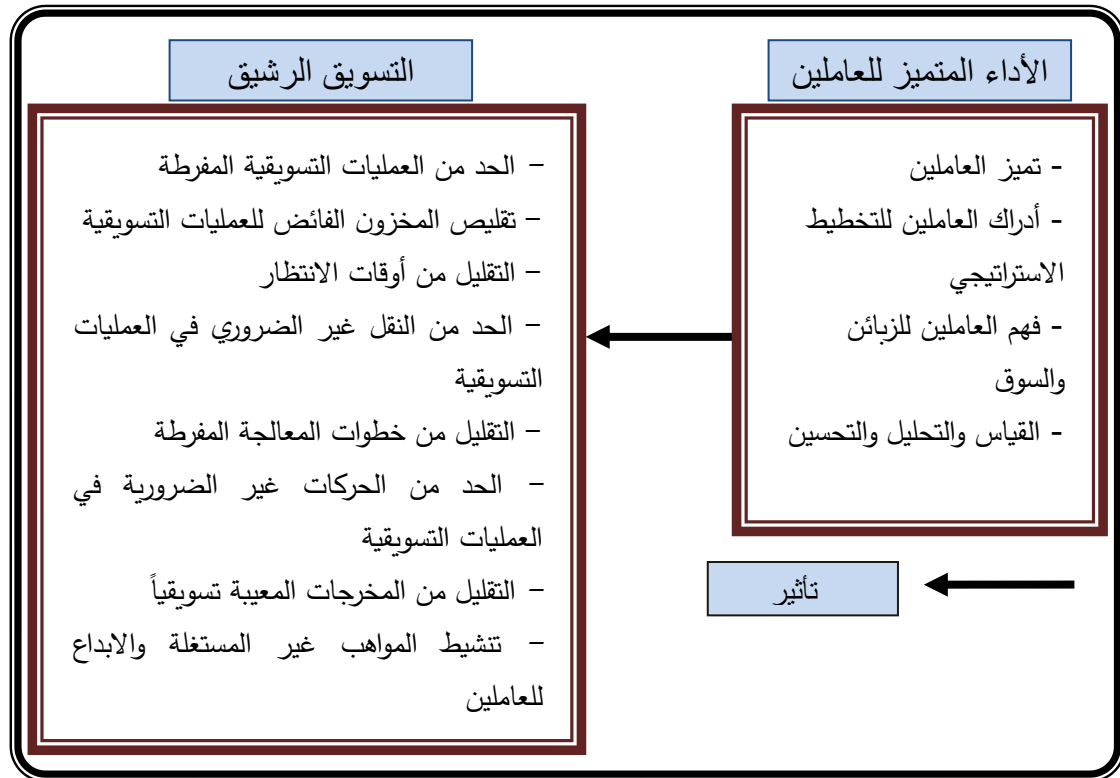 الأداء المتميز للعاملين
- تميز العاملين
- أدراك العاملين للتخطيط
الاستراتيجي
- فهم العاملين للزبائن
والسوق
- القياس والتحليل والتحسين
التسويق الرشيق
- الحد من العمليات التسويقية المفرطة
- تقليص المخزون الفائض للعمليات التسويقية
- التقليل من أوقات الانتظار
- الحد من النقل غير الضروري في العمليات
التسويقية
- التقليل من خطوات المعالجة المفرطة
- الحد من الحركات غير الضرورية في
العمليات التسويقية
- التقليل من المخرجات المعيبة تسويقياً
- تنشيط المواهب غير المستغلة والابداع
للعاملين
تأثير